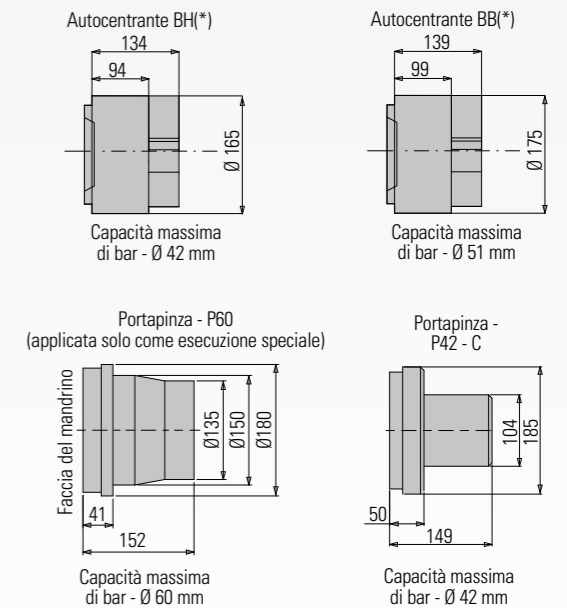 Autocentrante BH(*)
134
94
Ø 165
Capacità massima
di bar - Ø 42 mm
Autocentrante BB(*)
139
99
Ø 175
Capacità massima
di bar - Ø 51 mm
Portapinza - P60
(applicata solo come esecuzione speciale)
Faccia del mandrino
Ø135
Ø150
Ø180
41
152
Capacità massima
di bar - Ø 60 mm
Portapinza -
P42 - C
104
185
50
149
Capacità massima
di bar - Ø 42 mm